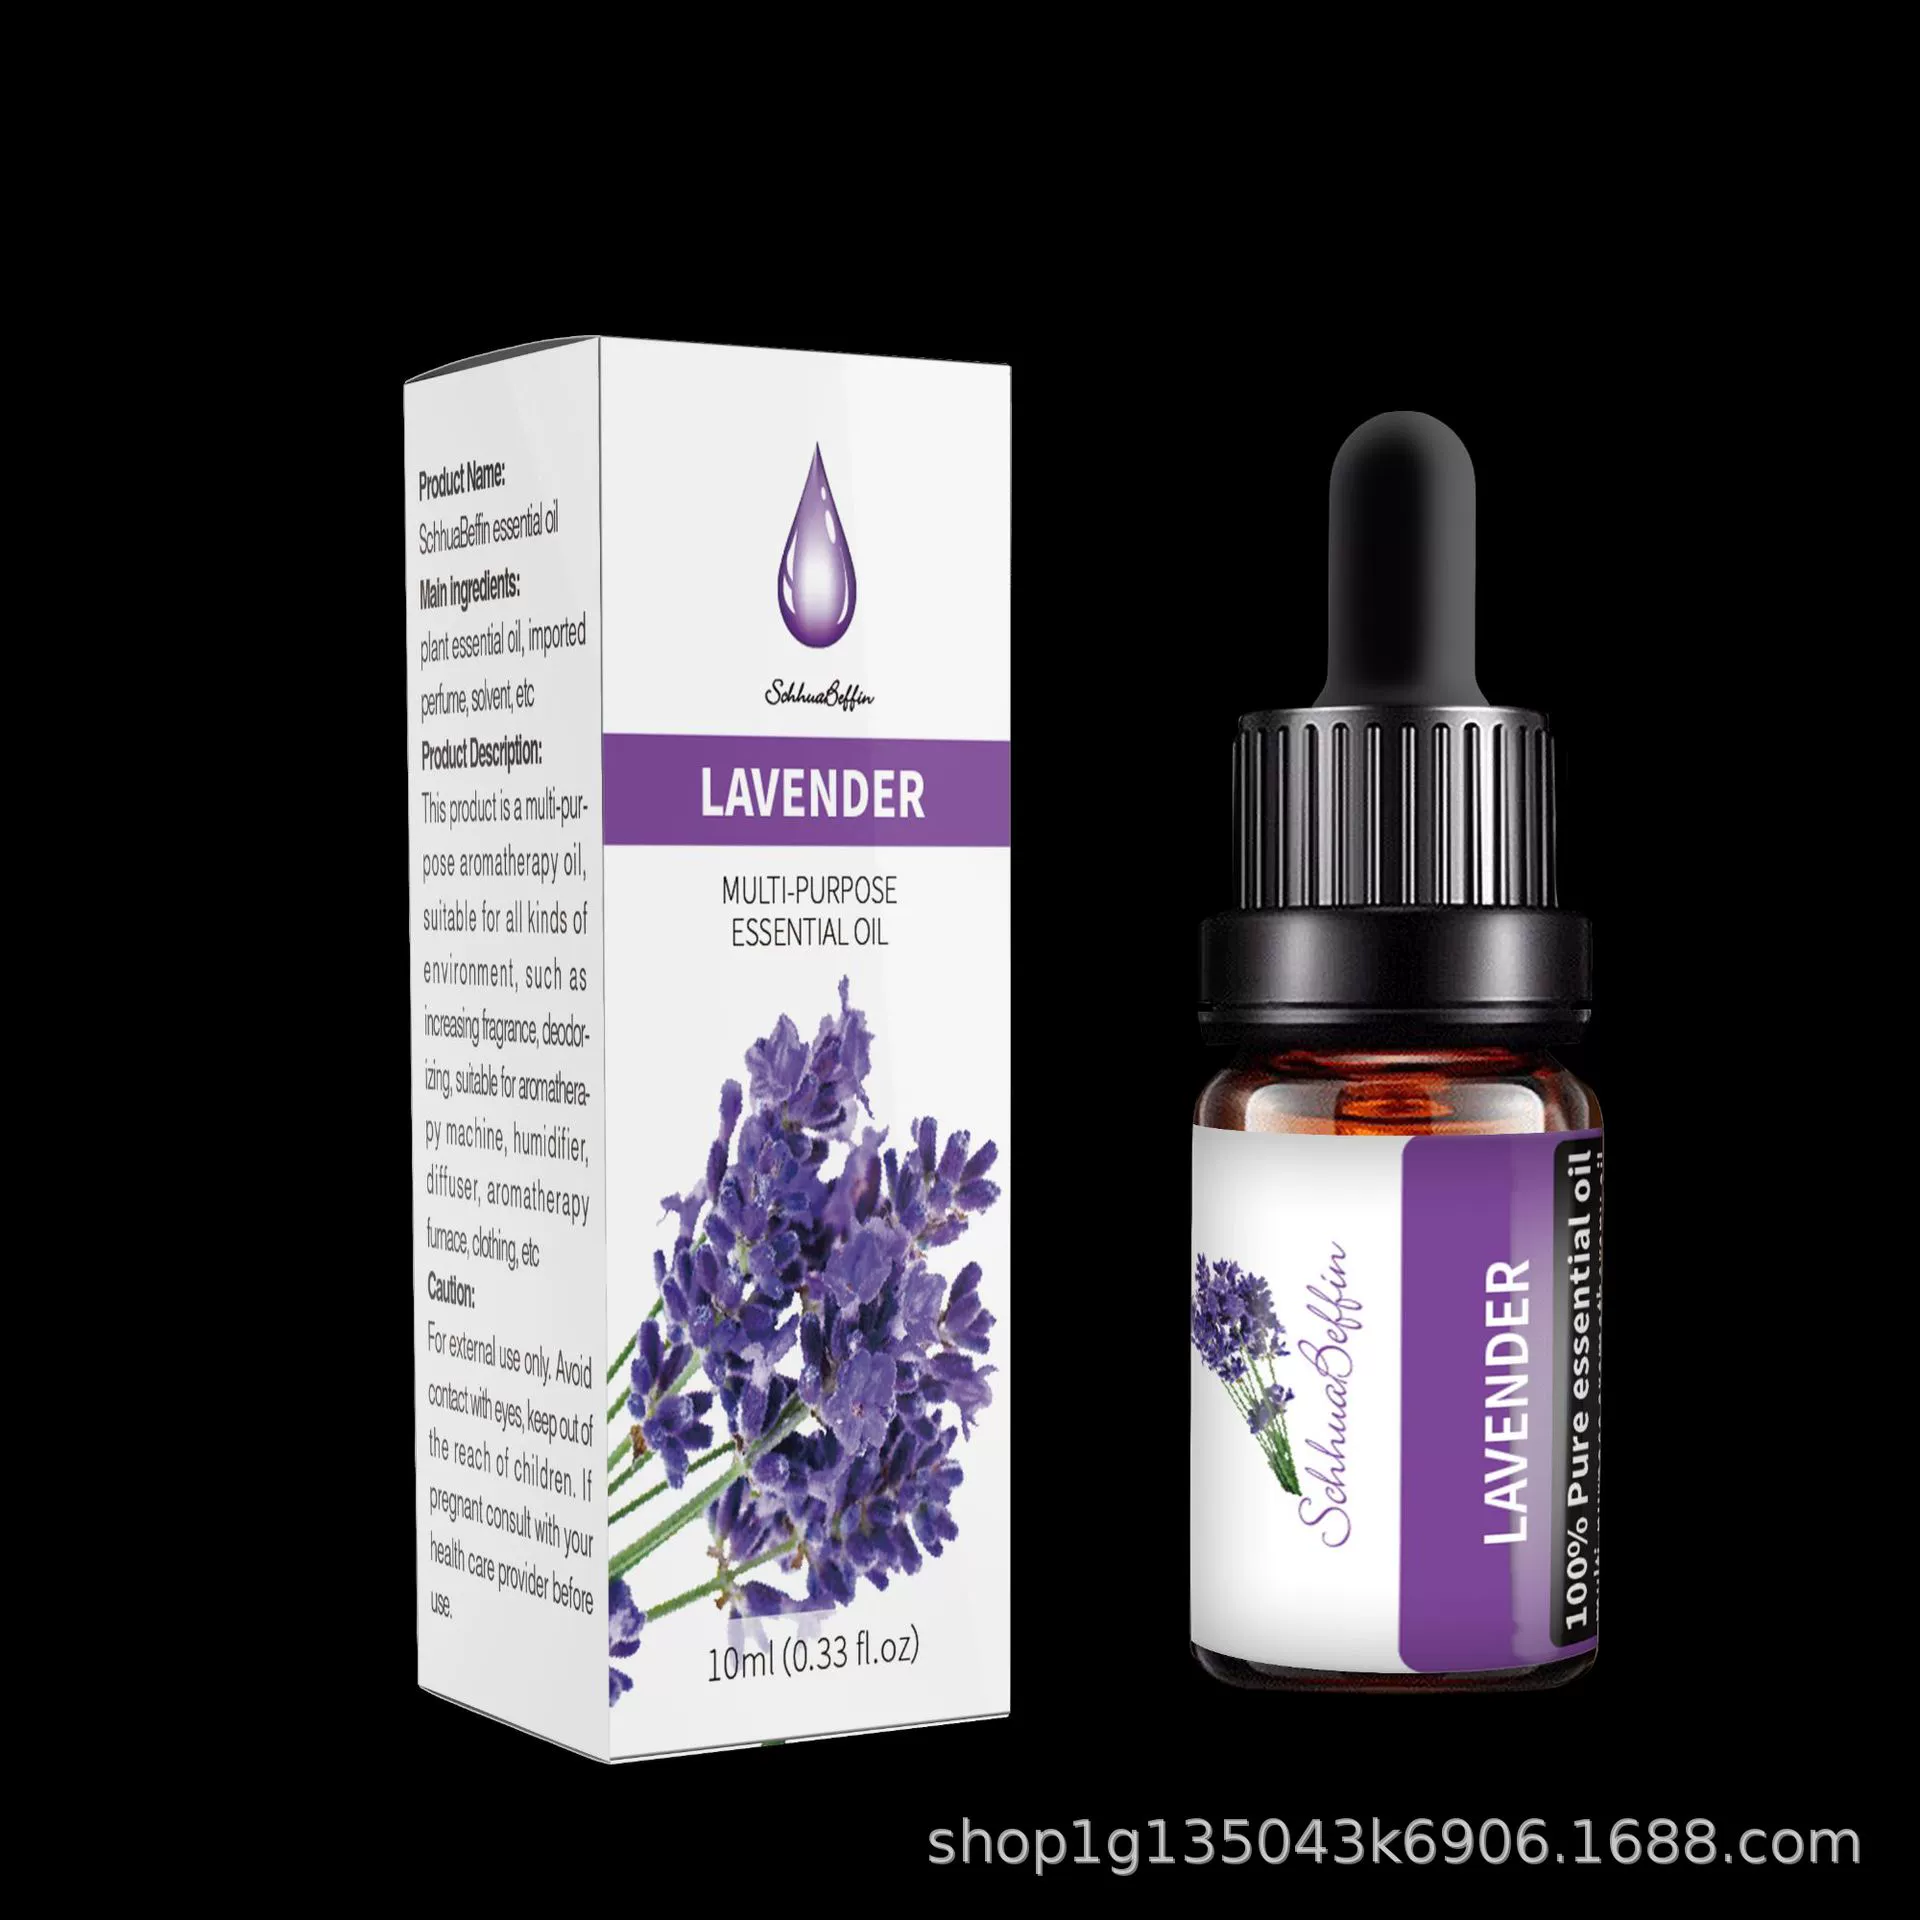 Product Name:
SchhuaBeffin essential oil
Main ingredients:
plant essential oil, imported
perfume, solvent, etc
Product Description:
This product is a multi-pur-
pose aromatherapy oil,
suitable for all kinds of
environment, such as
increasing fragrance, deodor-
izing, suitable for aromathera-
py machine, humidifier,
diffuser, aromatherapy
furnace, clothing, etc
Caution:
For external use only. Avoid
contact with eyes, keep out of
the reach of children. If
pregnant consult with your
health care provider before
use.
SchhuaBeffin
LAVENDER
MULTI-PURPOSE
ESSENTIAL OIL
10ml (0.33 fl.oz)
SchhuaBeffin
LAVENDER
100% Pure essential oil
shop1g135043k6906.1688.com